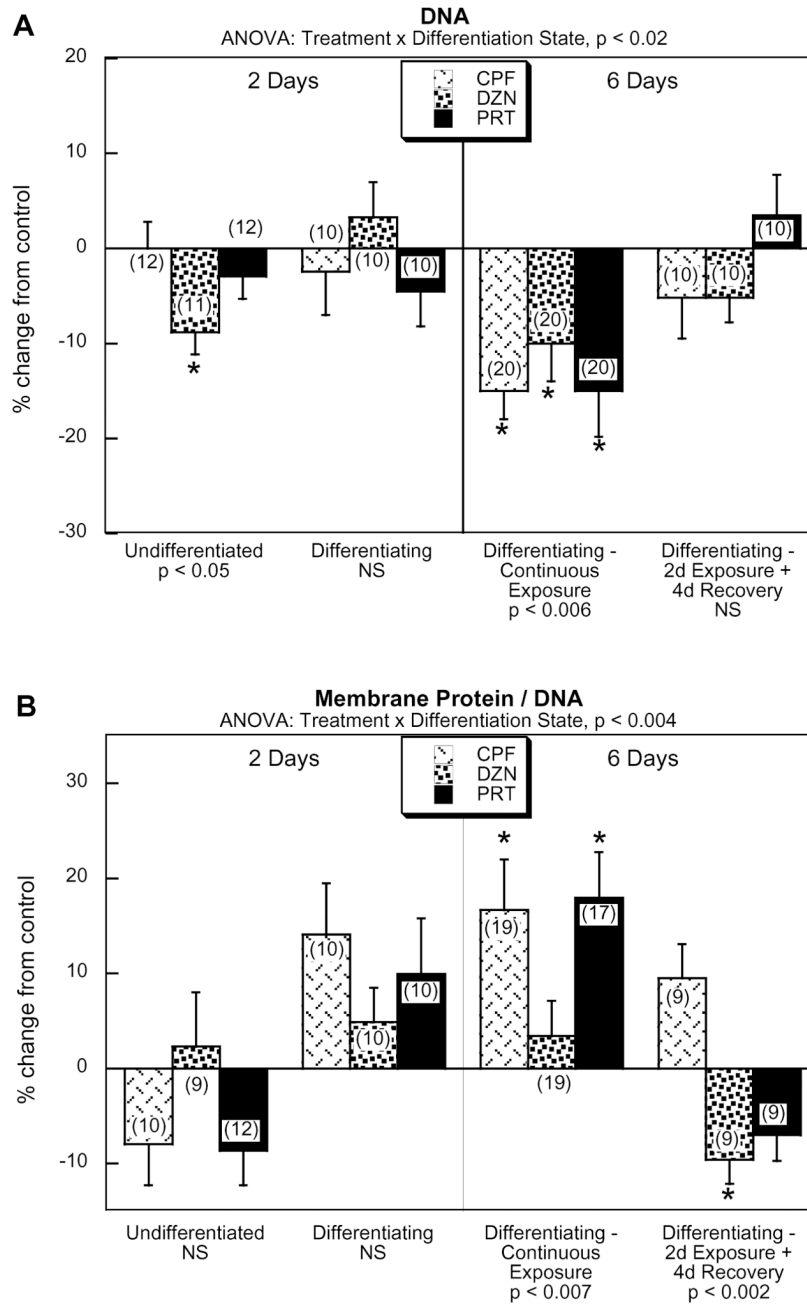 A
DNA
ANOVA: Treatment x Differentiation State, p < 0.02
2 Days
6 Days
CPF
DZN
PRT
% change from control
20
10
0
-10
-20
-30
(12)
(11)
(12)
(10)
(10)
(10)
(20)
(20)
(20)
(10)
(10)
(10)
*
*
*
*
Undifferentiated
p < 0.05
Differentiating
NS
Differentiating -
Continuous
Exposure
p < 0.006
Differentiating -
2d Exposure +
4d Recovery
NS
B
Membrane Protein / DNA
ANOVA: Treatment x Differentiation State, p < 0.004
2 Days
6 Days
CPF
DZN
PRT
% change from control
30
20
10
0
-10
(10)
(9)
(12)
(10)
(10)
(10)
(19)
(19)
(17)
(9)
(9)
(9)
*
*
*
Undifferentiated
NS
Differentiating
NS
Differentiating -
Continuous
Exposure
p < 0.007
Differentiating -
2d Exposure +
4d Recovery
p < 0.002